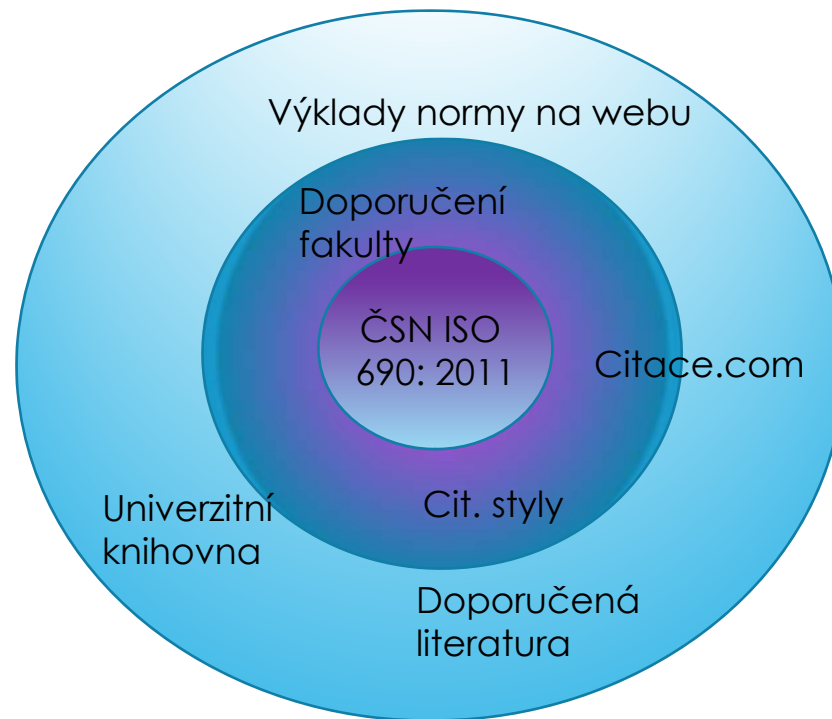 Výklady normy na webu
Doporučení
fakulty
ČSN ISO
690: 2011
Citace.com
Univerzitní
knihovna
Cit. styly
Doporučená
literatura